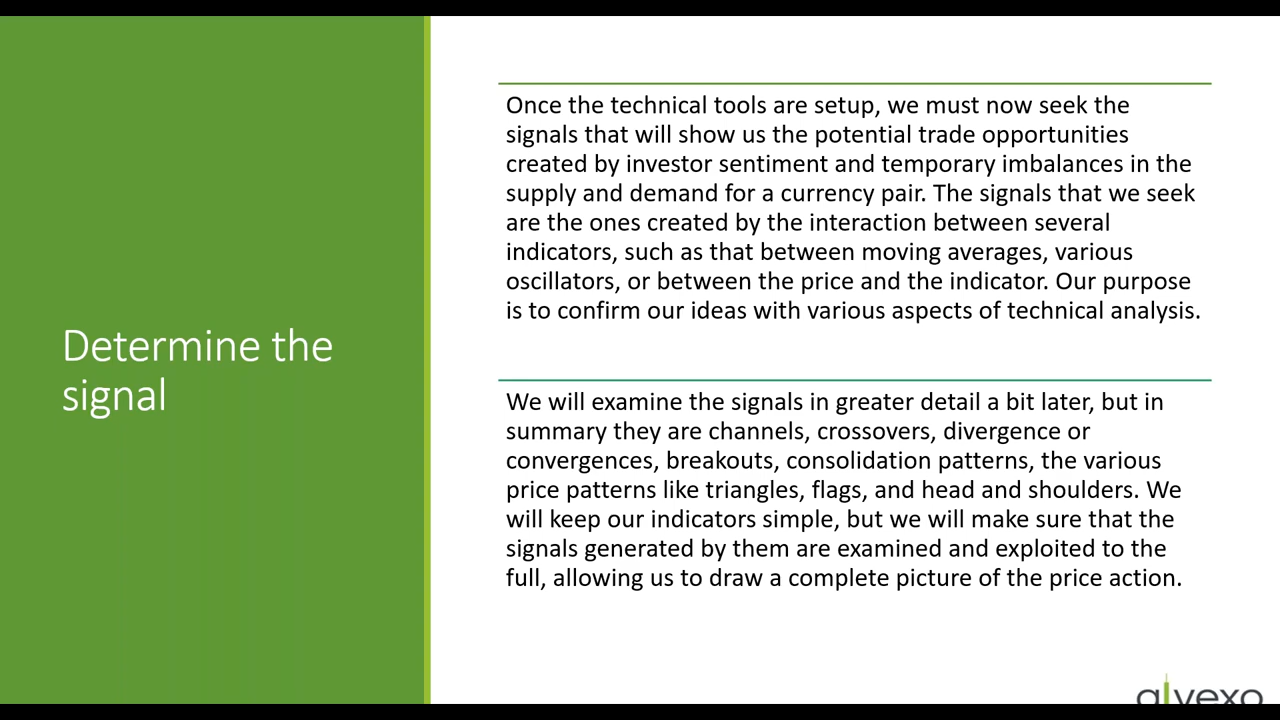 Determine the
signal
Once the technical tools are setup, we must now seek the
signals that will show us the potential trade opportunities
created by investor sentiment and temporary imbalances in the
supply and demand for a currency pair. The signals that we seek
are the ones created by the interaction between several
indicators, such as that between moving averages, various
oscillators, or between the price and the indicator. Our purpose
is to confirm our ideas with various aspects of technical analysis.
We will examine the signals in greater detail a bit later, but in
summary they are channels, crossovers, divergence or
convergences, breakouts, consolidation patterns, the various
price patterns like triangles, flags, and head and shoulders. We
will keep our indicators simple, but we will make sure that the
signals generated by them are examined and exploited to the
full, allowing us to draw a complete picture of the price action.
alvexo